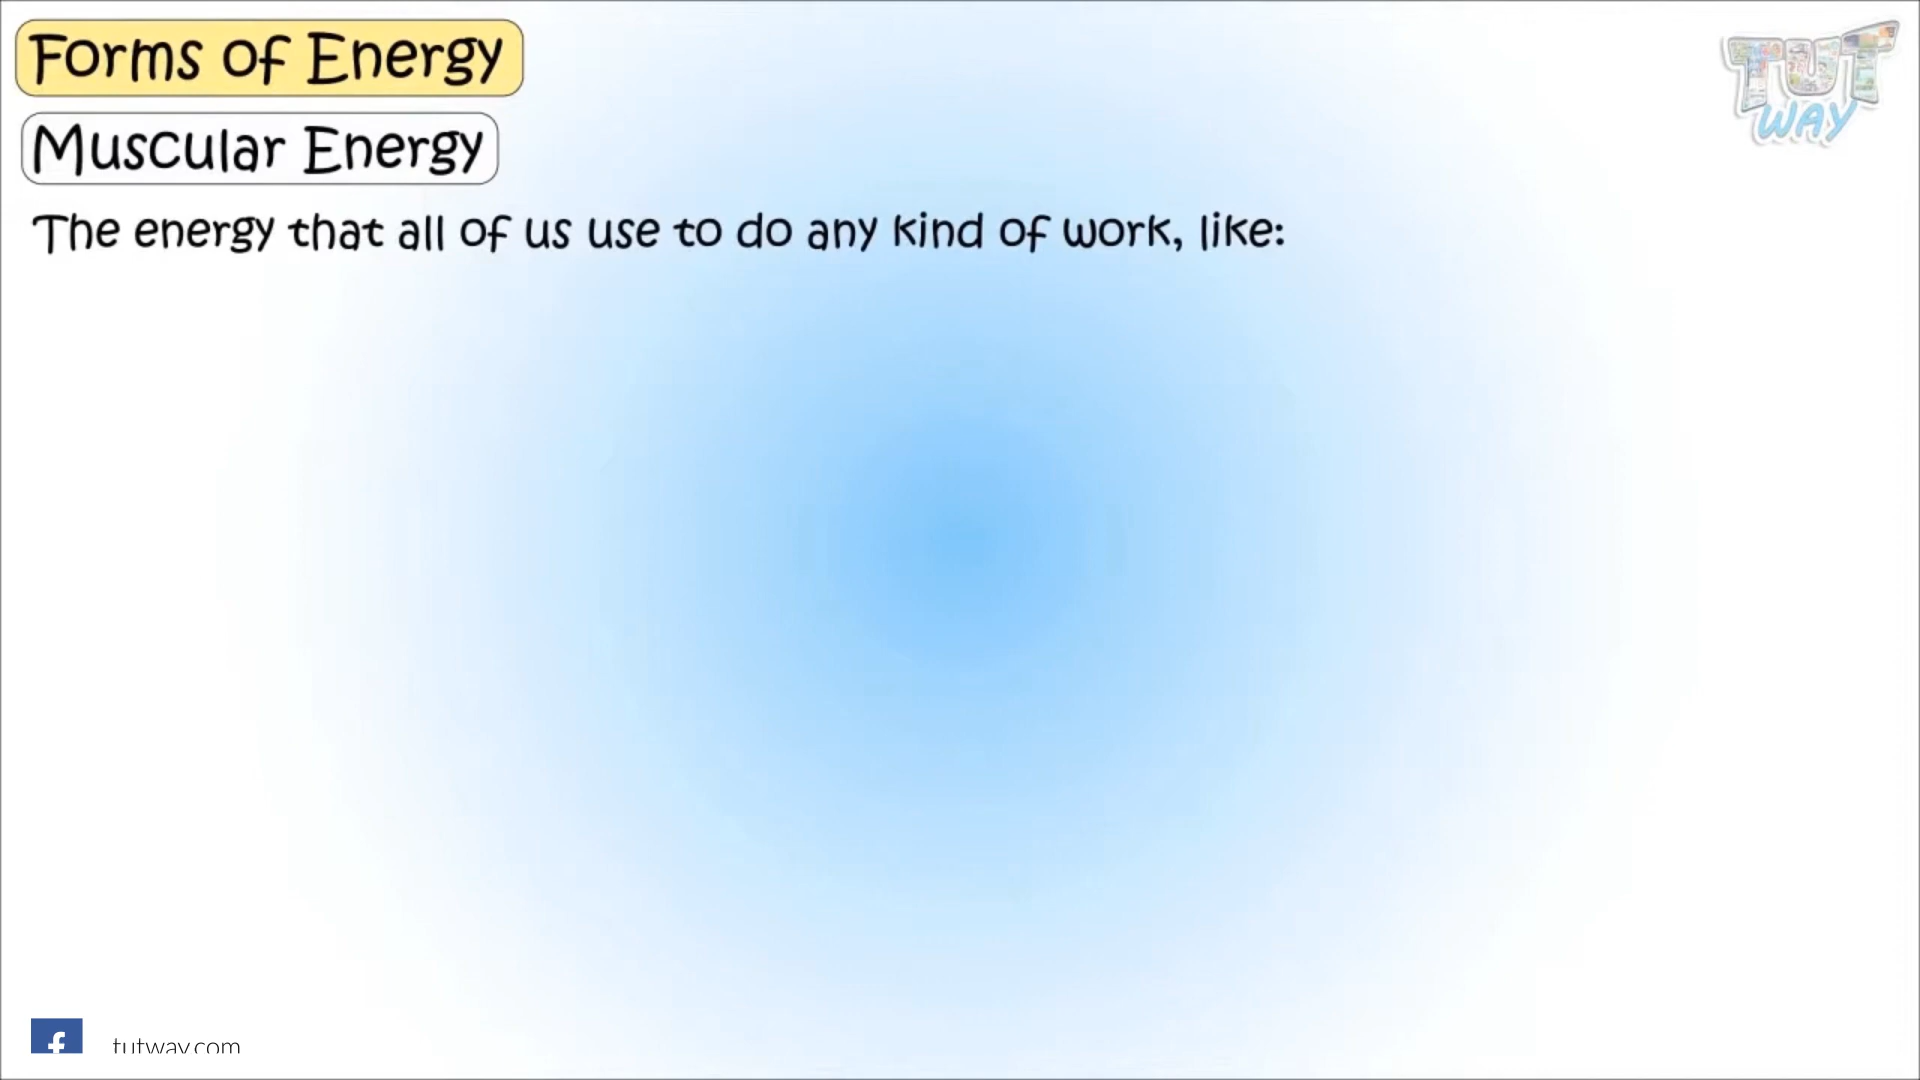 Forms of Energy
TUT
WAY
Muscular Energy
The energy that all of us use to do any kind of work, like:
f tutway.com